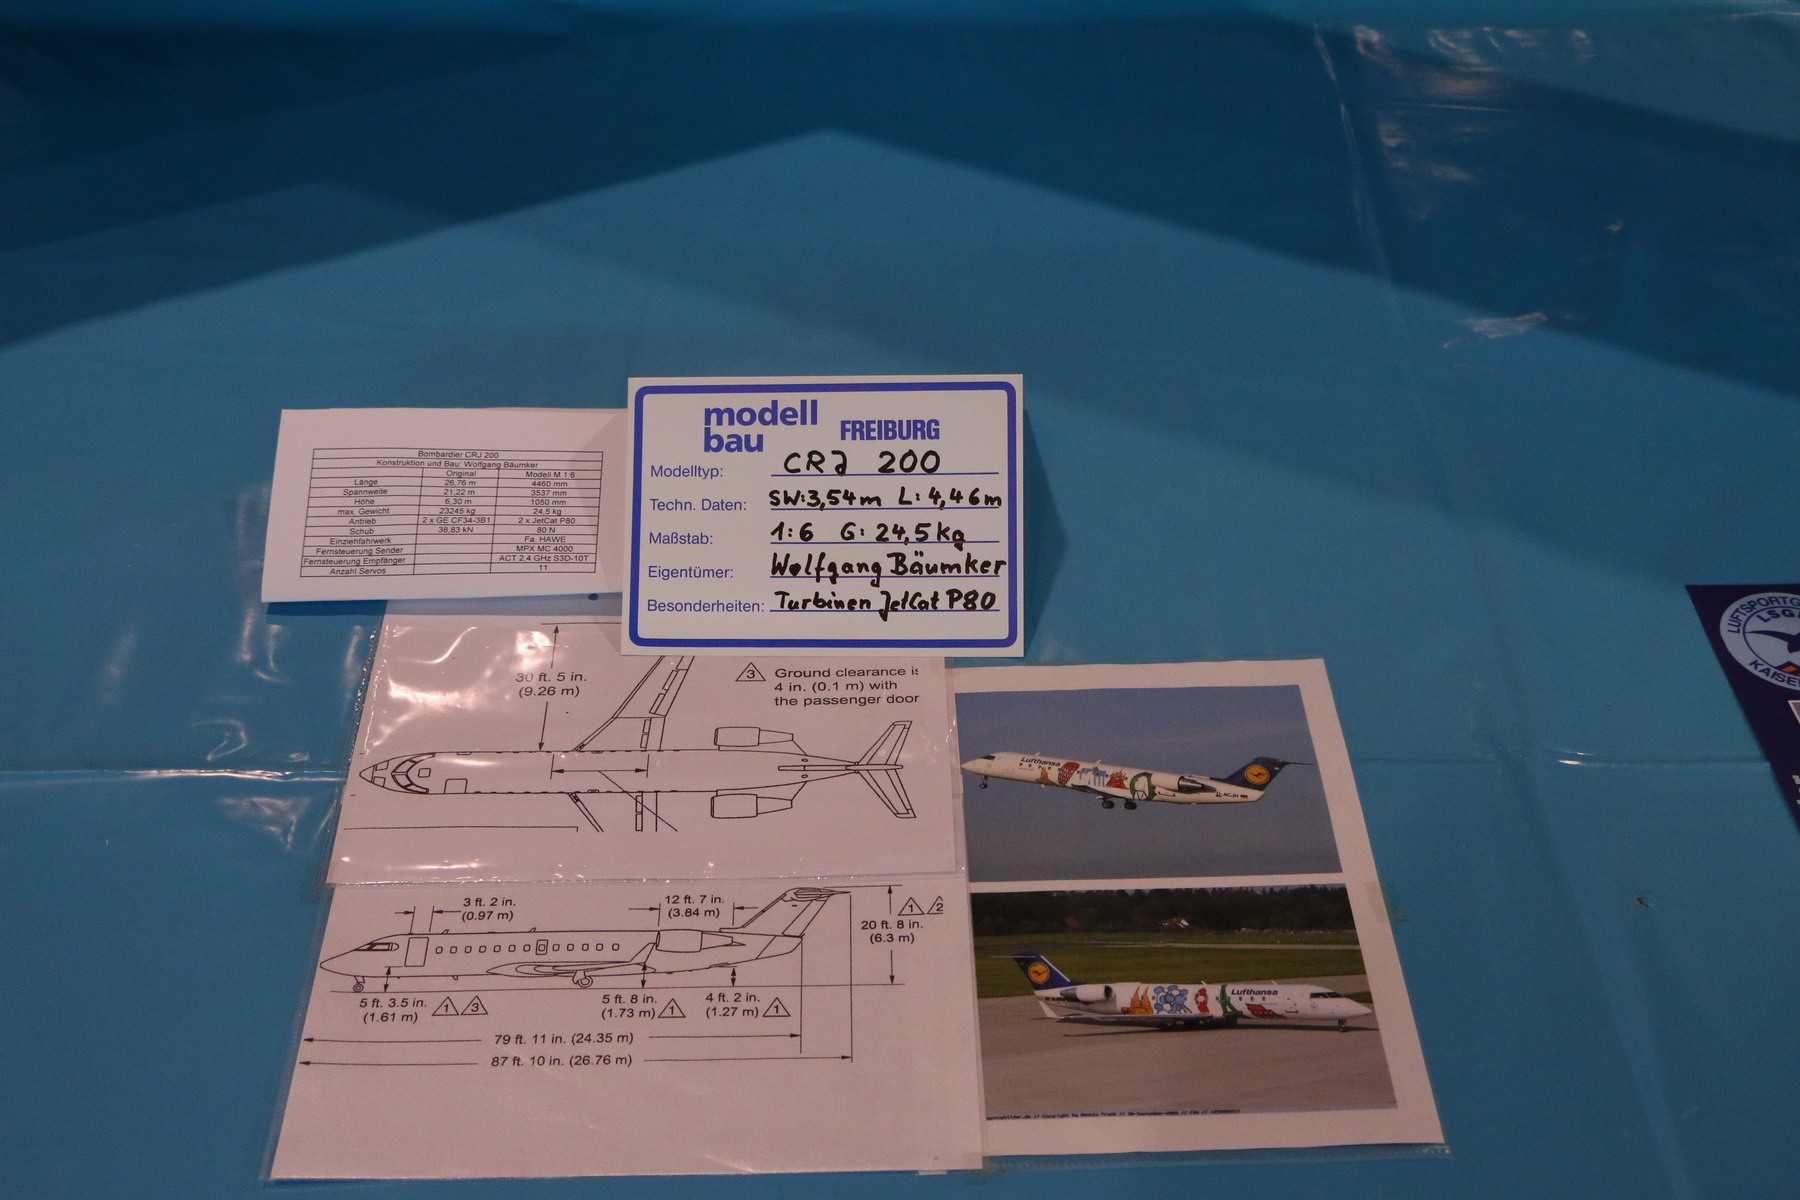 Bombardier CRJ 200
Konstruktion und Bau: Wolfgang Bäumker
Original Modell M 1:6
Länge 26,76 m 4460 mm
Spannweite 21,22 m 3537 mm
Höhe 6,30 m 1050 mm
max. Gewicht 23245 kg 24,5 kg
Antrieb 2 x GE CF34-3B1 2 x JetCat P80
Schub 38,83 kN 80 N
Einziehfahrwerk Fa. HAWE
Fernsteuerung Sender MPX MC 4000
Fernsteuerung Empfänger ACT 2,4 GHz S3D-10T
Anzahl Servos 11
modell
bau FREIBURG
Modelltyp: CRJ 200
Techn. Daten: SW:3,54m L:4,46m
Maßstab: 1:6 G: 24,5kg
Eigentümer: Wolfgang Bäumker
Besonderheiten: Turbinen JetCat P80
30 ft. 5 in.
(9.26 m)
3 Ground clearance is
4 in. (0.1 m) with
the passenger door
3 ft. 2 in.
(0.97 m)
12 ft. 7 in.
(3.84 m)
1 2
20 ft. 8 in.
(6.3 m)
5 ft. 3.5 in.
(1.61 m) 1 3
5 ft. 8 in.
(1.73 m) 1
4 ft. 2 in.
(1.27 m) 1
79 ft. 11 in. (24.35 m)
87 ft. 10 in. (26.76 m)
Lufthansa
Lufthansa
LUFTSPORTG
LSG
KAISE